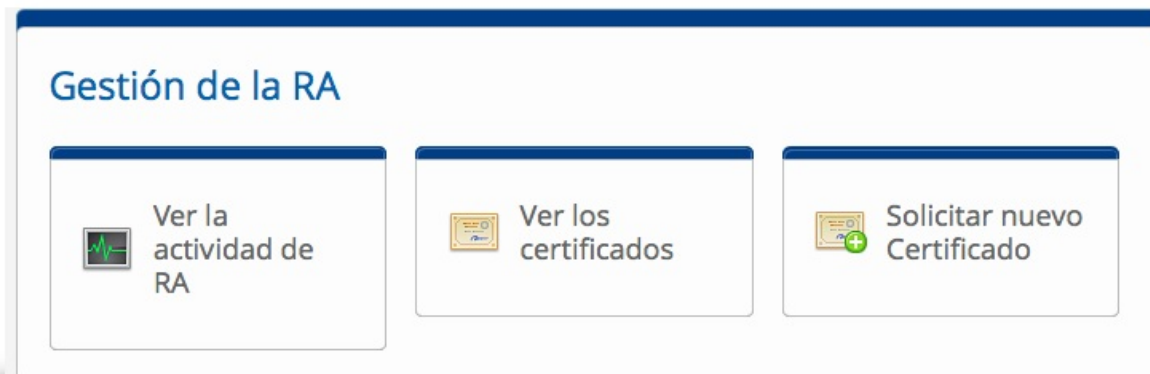 Gestión de la RA
Ver la
actividad de
RA
Ver los
certificados
Solicitar nuevo
Certificado